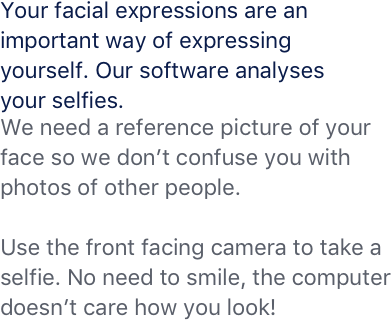 Your facial expressions are an
important way of expressing
yourself. Our software analyses
your selfies.
We need a reference picture of your
face so we don’t confuse you with
photos of other people.
Use the front facing camera to take a
selfie. No need to smile, the computer
doesn’t care how you look!